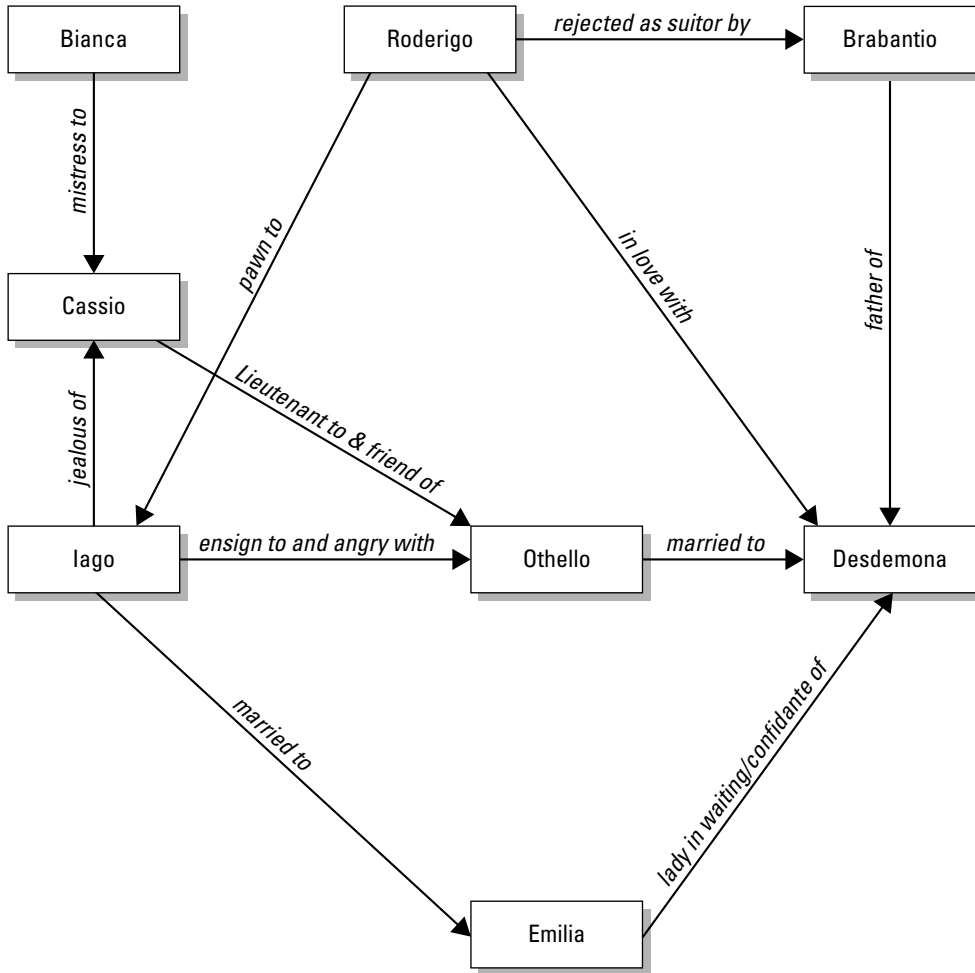 Bianca
Roderigo
rejected as suitor by
Brabantio
mistress to
pawn to
in love with
father of
Cassio
jealous of
Lieutenant to & friend of
Iago
ensign to and angry with
Othello
married to
Desdemona
married to
lady in waiting/confidante of
Emilia